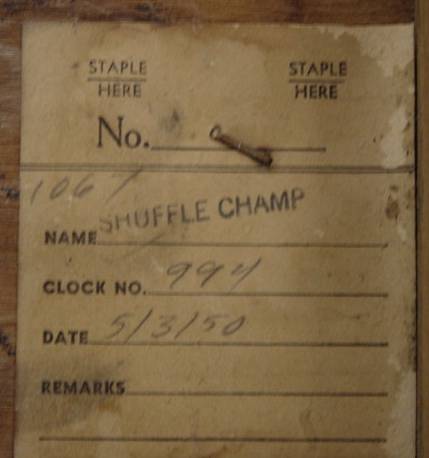 STAPLE STAPLE
HERE HERE
No.
1067
NAME SHUFFLE CHAMP
CLOCK NO. 994
DATE 5/3/50
REMARKS